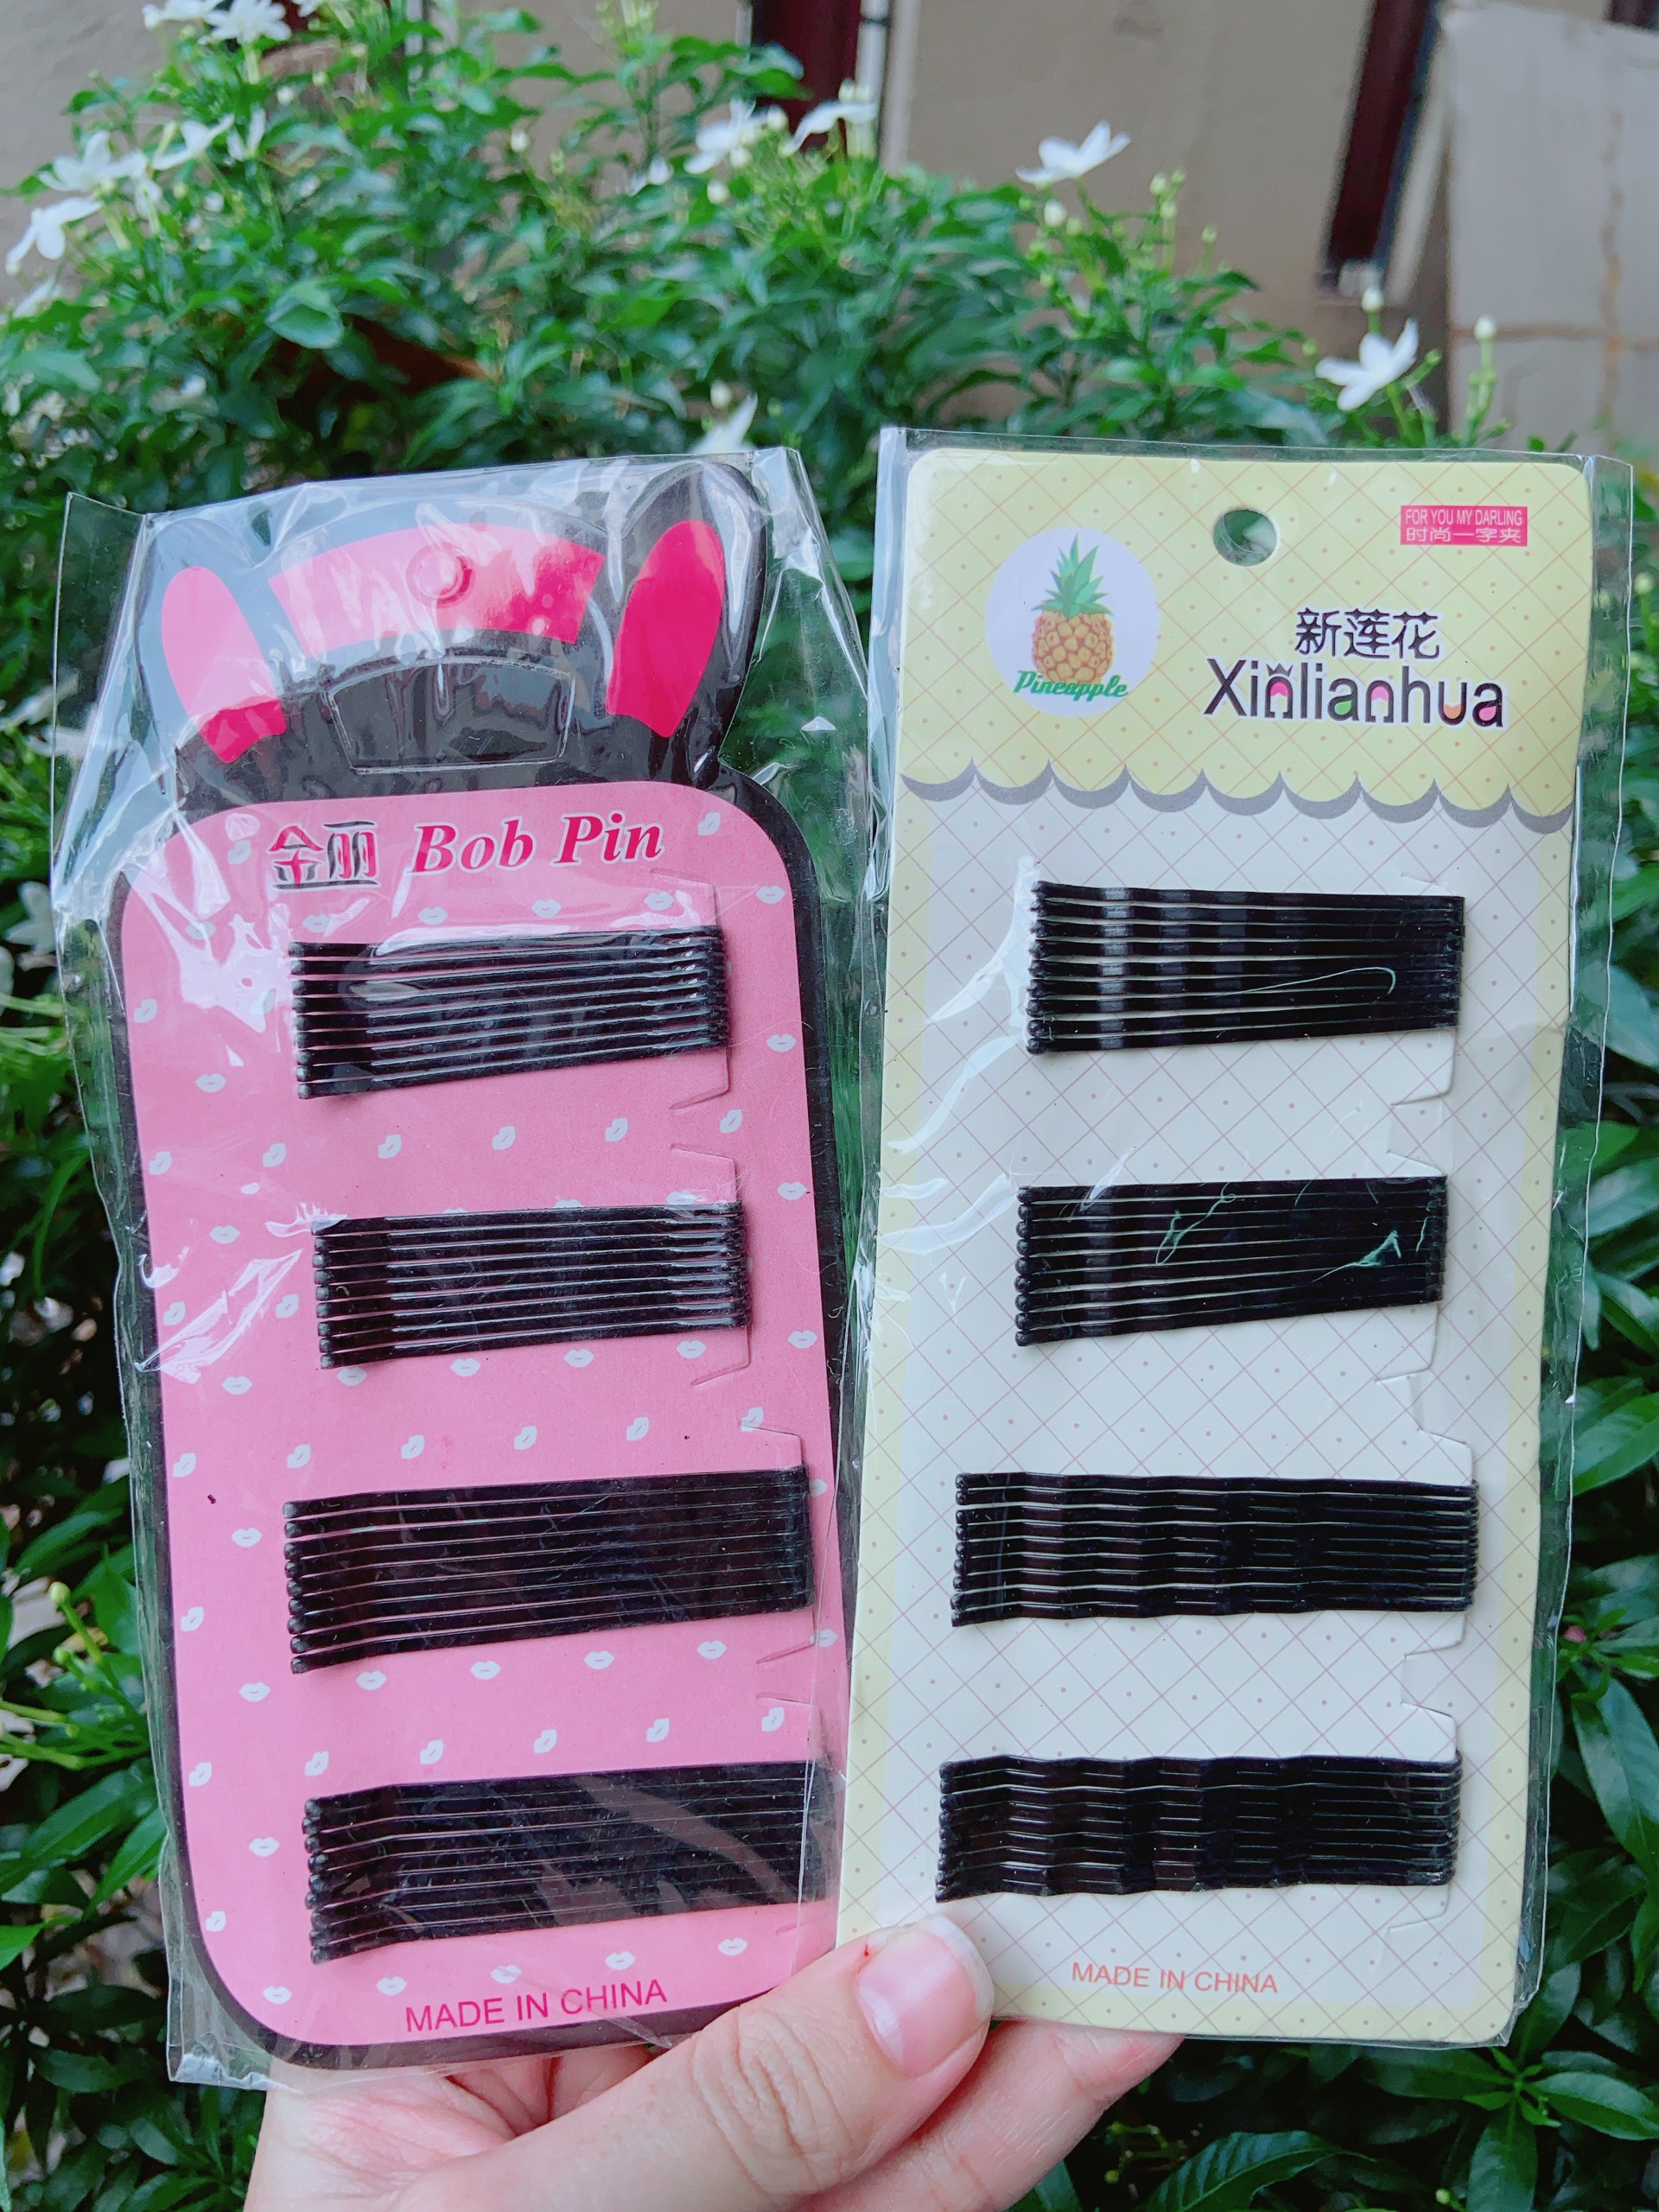 金丽 Bob Pin
MADE IN CHINA
FOR YOU MY DARLING
时尚一字夹
Pineapple
新莲花
Xinlianhua
MADE IN CHINA